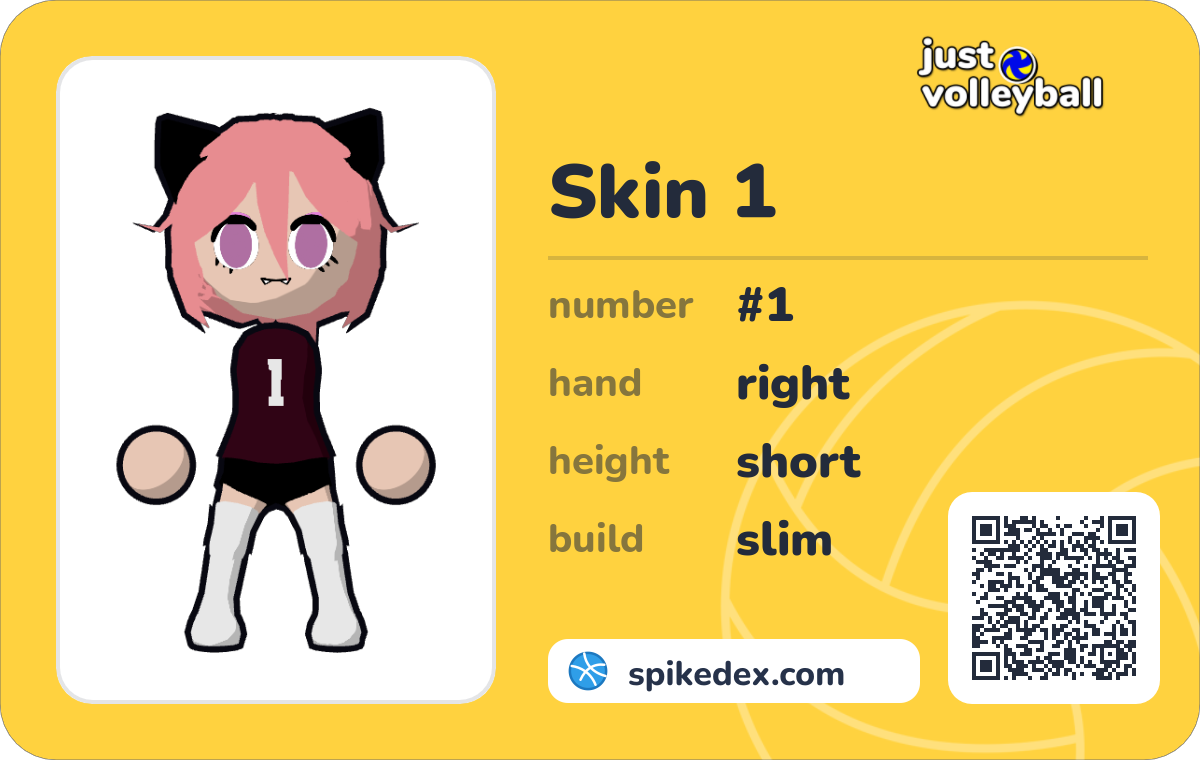 just
volleyball
Skin 1
number #1
hand right
height short
build slim
1
spikedex.com